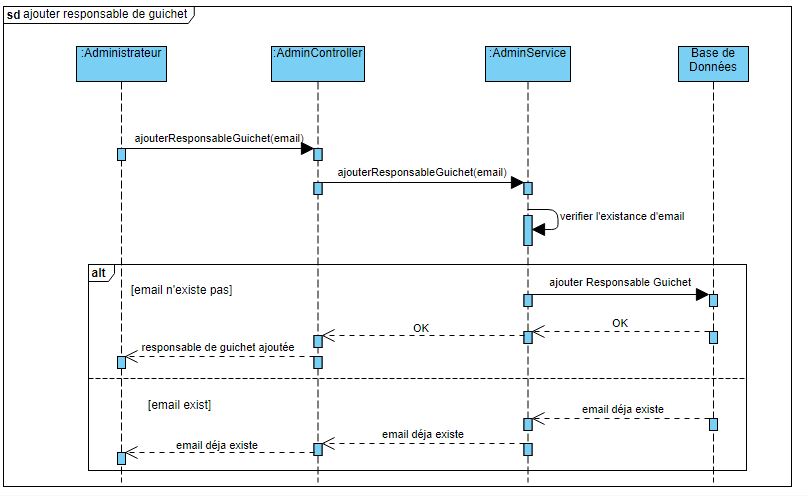 sd ajouter responsable de guichet
:Administrateur
:AdminController
:AdminService
Base de
Données
ajouterResponsableGuichet(email)
ajouterResponsableGuichet(email)
verifier l'existance d'email
alt
[email n'existe pas]
ajouter Responsable Guichet
OK
OK
responsable de guichet ajoutée
[email exist]
email déja existe
email déja existe
email déja existe